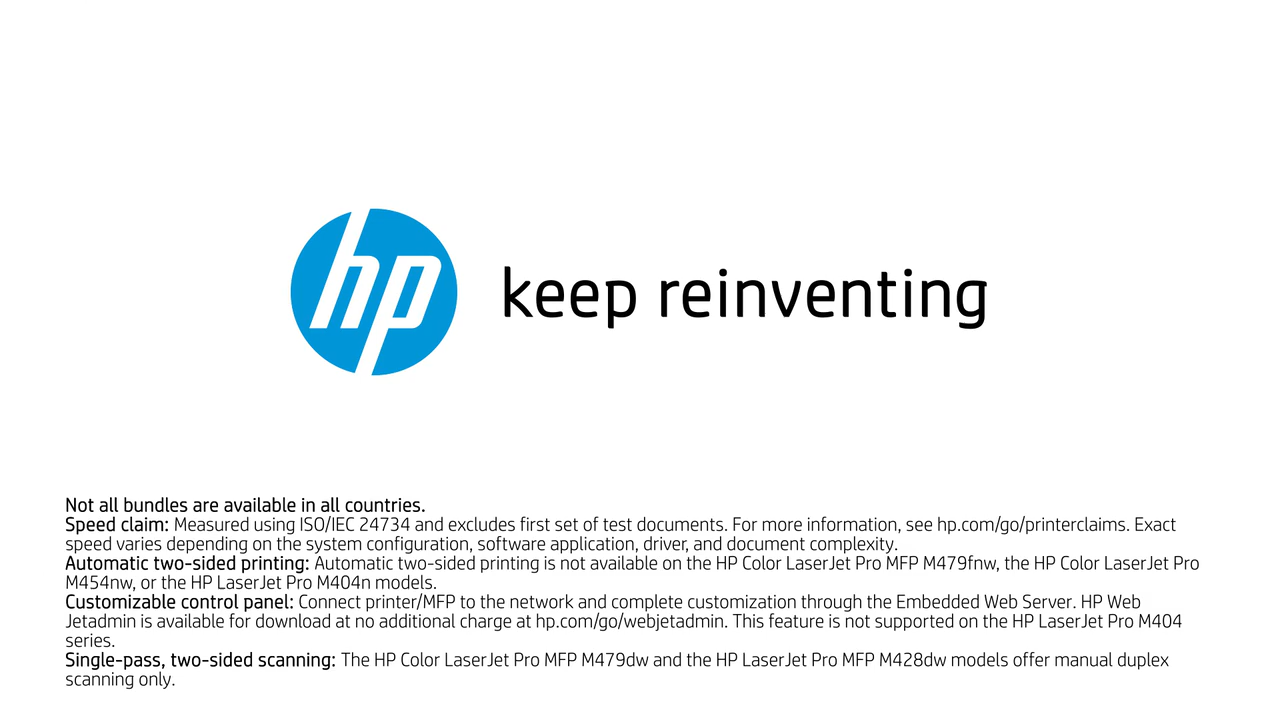 hp keep reinventing
Not all bundles are available in all countries.
Speed claim: Measured using ISO/IEC 24734 and excludes first set of test documents. For more information, see hp.com/go/printerclaims. Exact
speed varies depending on the system configuration, software application, driver, and document complexity.
Automatic two-sided printing: Automatic two-sided printing is not available on the HP Color LaserJet Pro MFP M479fnw, the HP Color LaserJet Pro
M454nw, or the HP LaserJet Pro M404n models.
Customizable control panel: Connect printer/MFP to the network and complete customization through the Embedded Web Server. HP Web
Jetadmin is available for download at no additional charge at hp.com/go/webjetadmin. This feature is not supported on the HP LaserJet Pro M404
series.
Single-pass, two-sided scanning: The HP Color LaserJet Pro MFP M479dw and the HP LaserJet Pro MFP M428dw models offer manual duplex
scanning only.